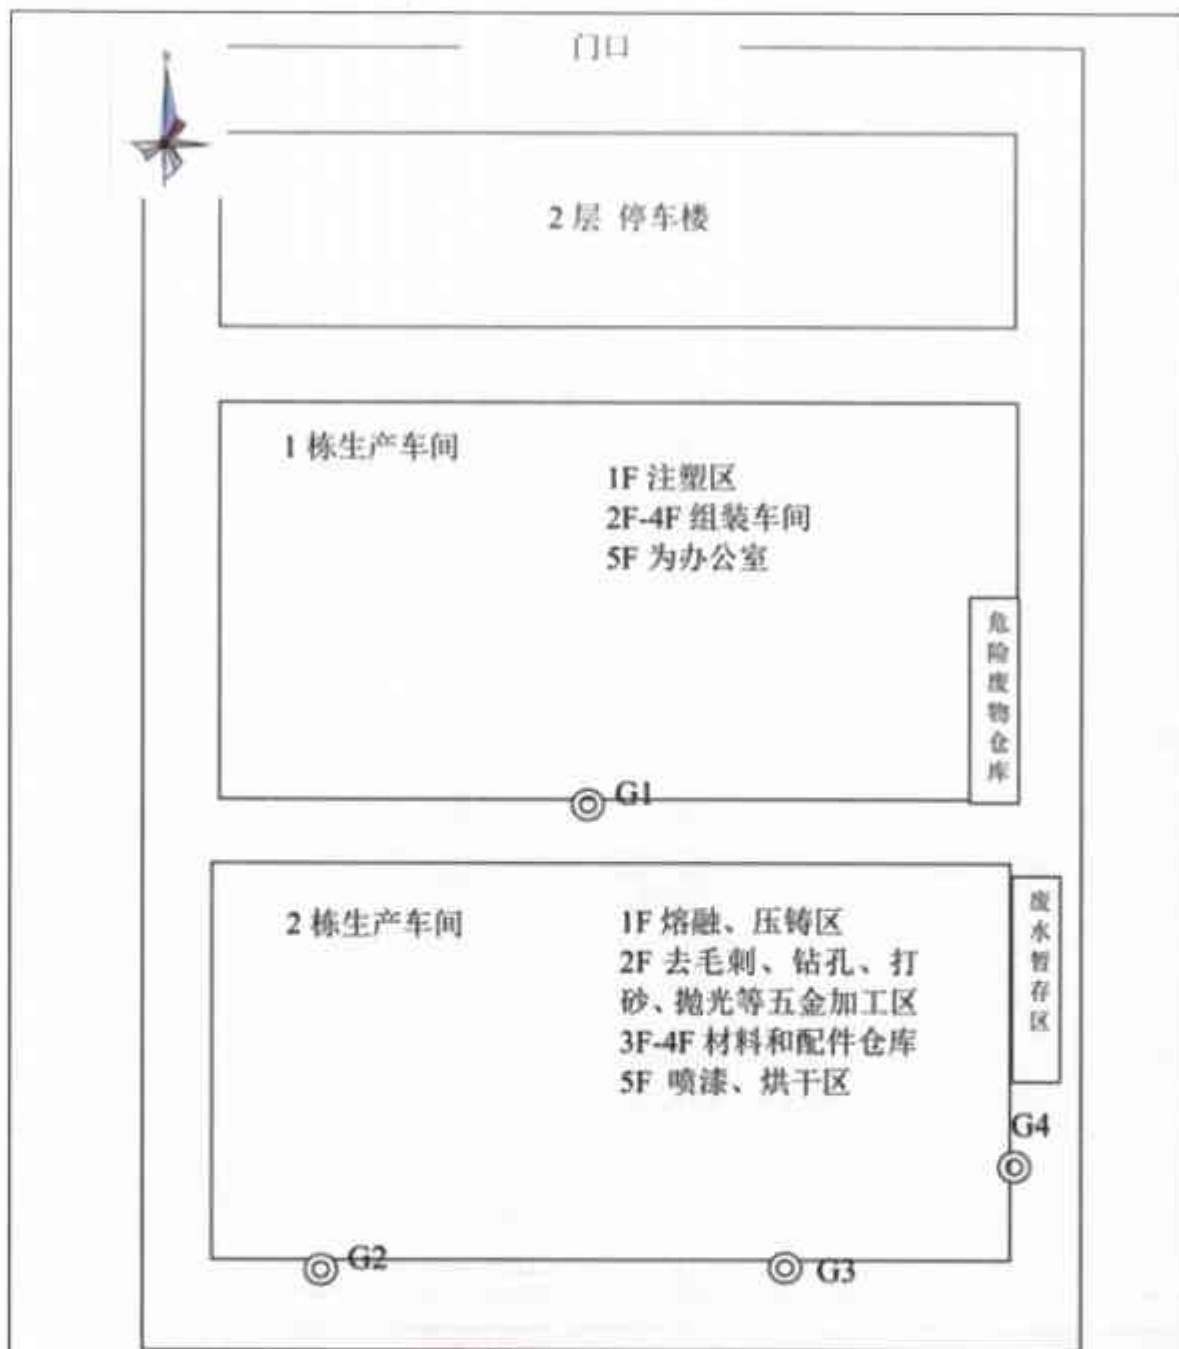 门口
2层 停车楼
1栋生产车间
1F 注塑区
2F-4F 组装车间
5F 为办公室
危险废物仓库
G1
2栋生产车间
1F 熔融、压铸区
2F 去毛刺、钻孔、打
砂、抛光等五金加工区
3F-4F 材料和配件仓库
5F 喷漆、烘干区
废水暂存区
G4
G2
G3